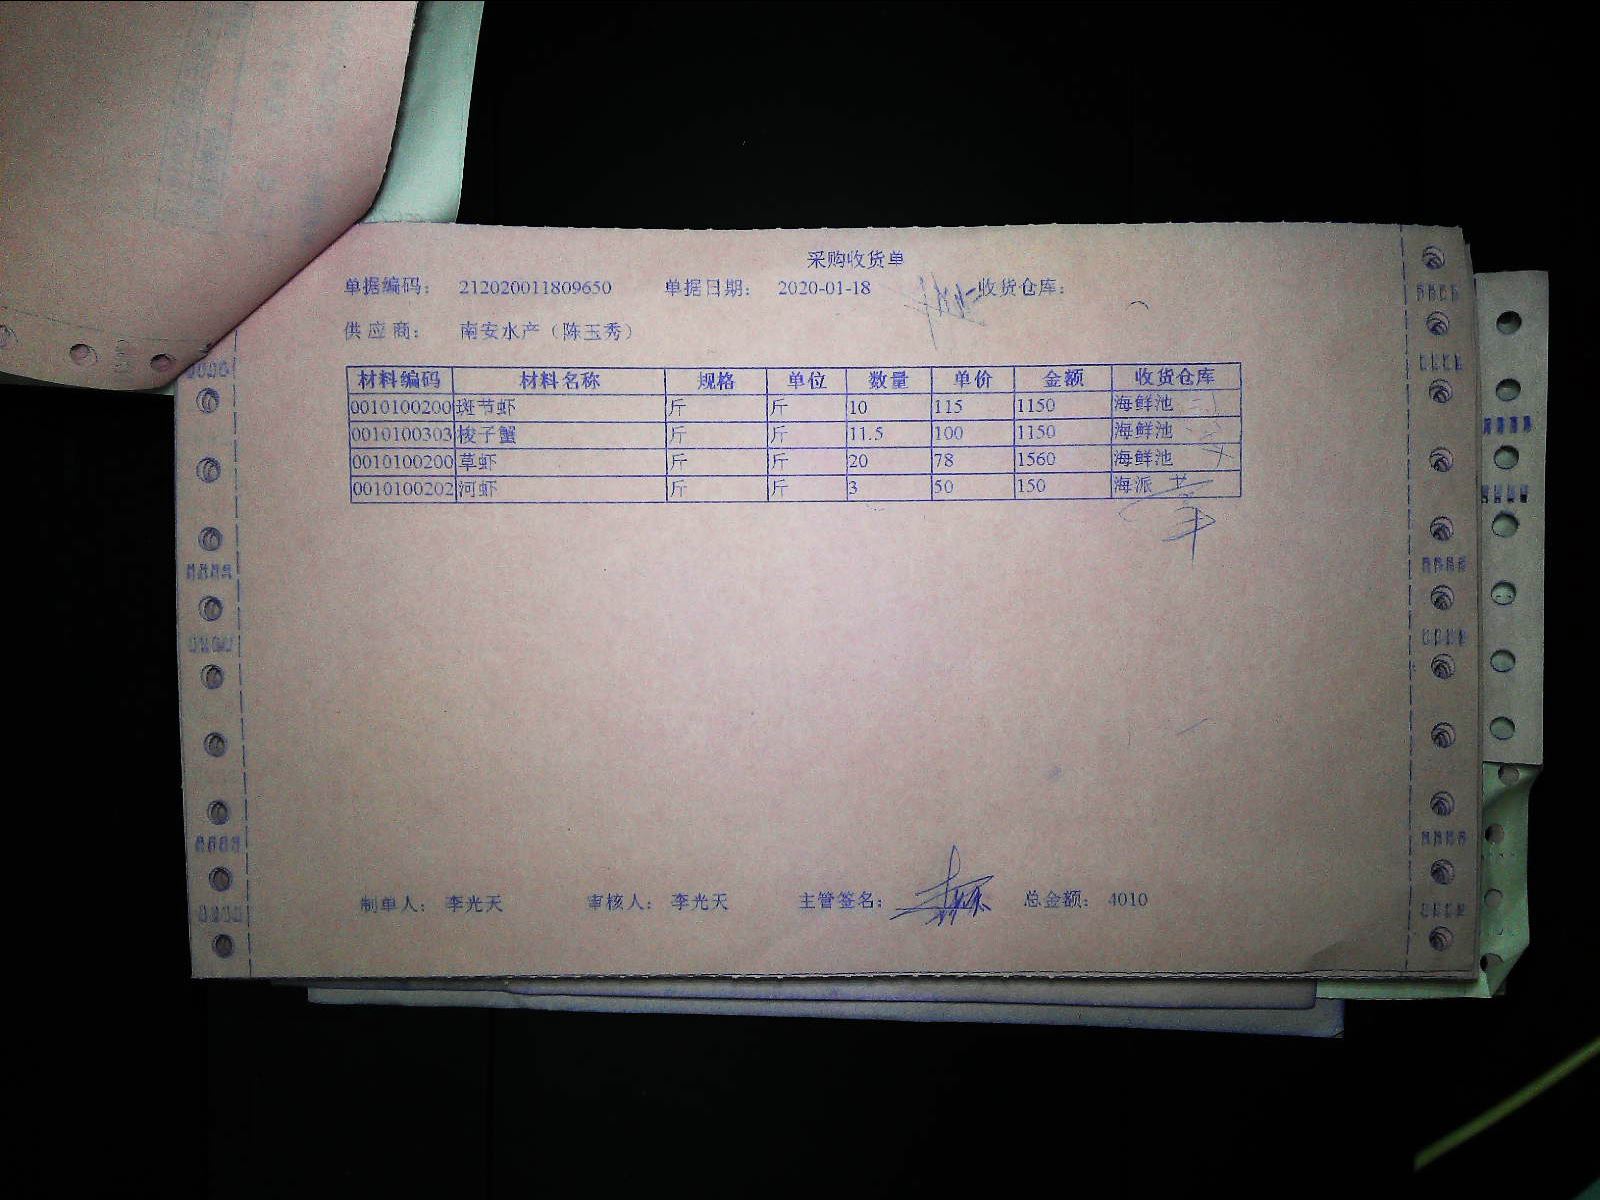 采购收货单
单据编码： 212020011809650 单据日期： 2020-01-18 收货仓库：
供应商： 南安水产（陈玉秀）
材料编码 材料名称 规格 单位 数量 单价 金额 收货仓库
0010100200 斑节虾 斤 斤 10 115 1150 海鲜池
0010100303 梭子蟹 斤 斤 11.5 100 1150 海鲜池
0010100200 草虾 斤 斤 20 78 1560 海鲜池
0010100202 河虾 斤 斤 3 50 150 海派
制单人： 李光天 审核人： 李光天 主管签名： 总金额： 4010